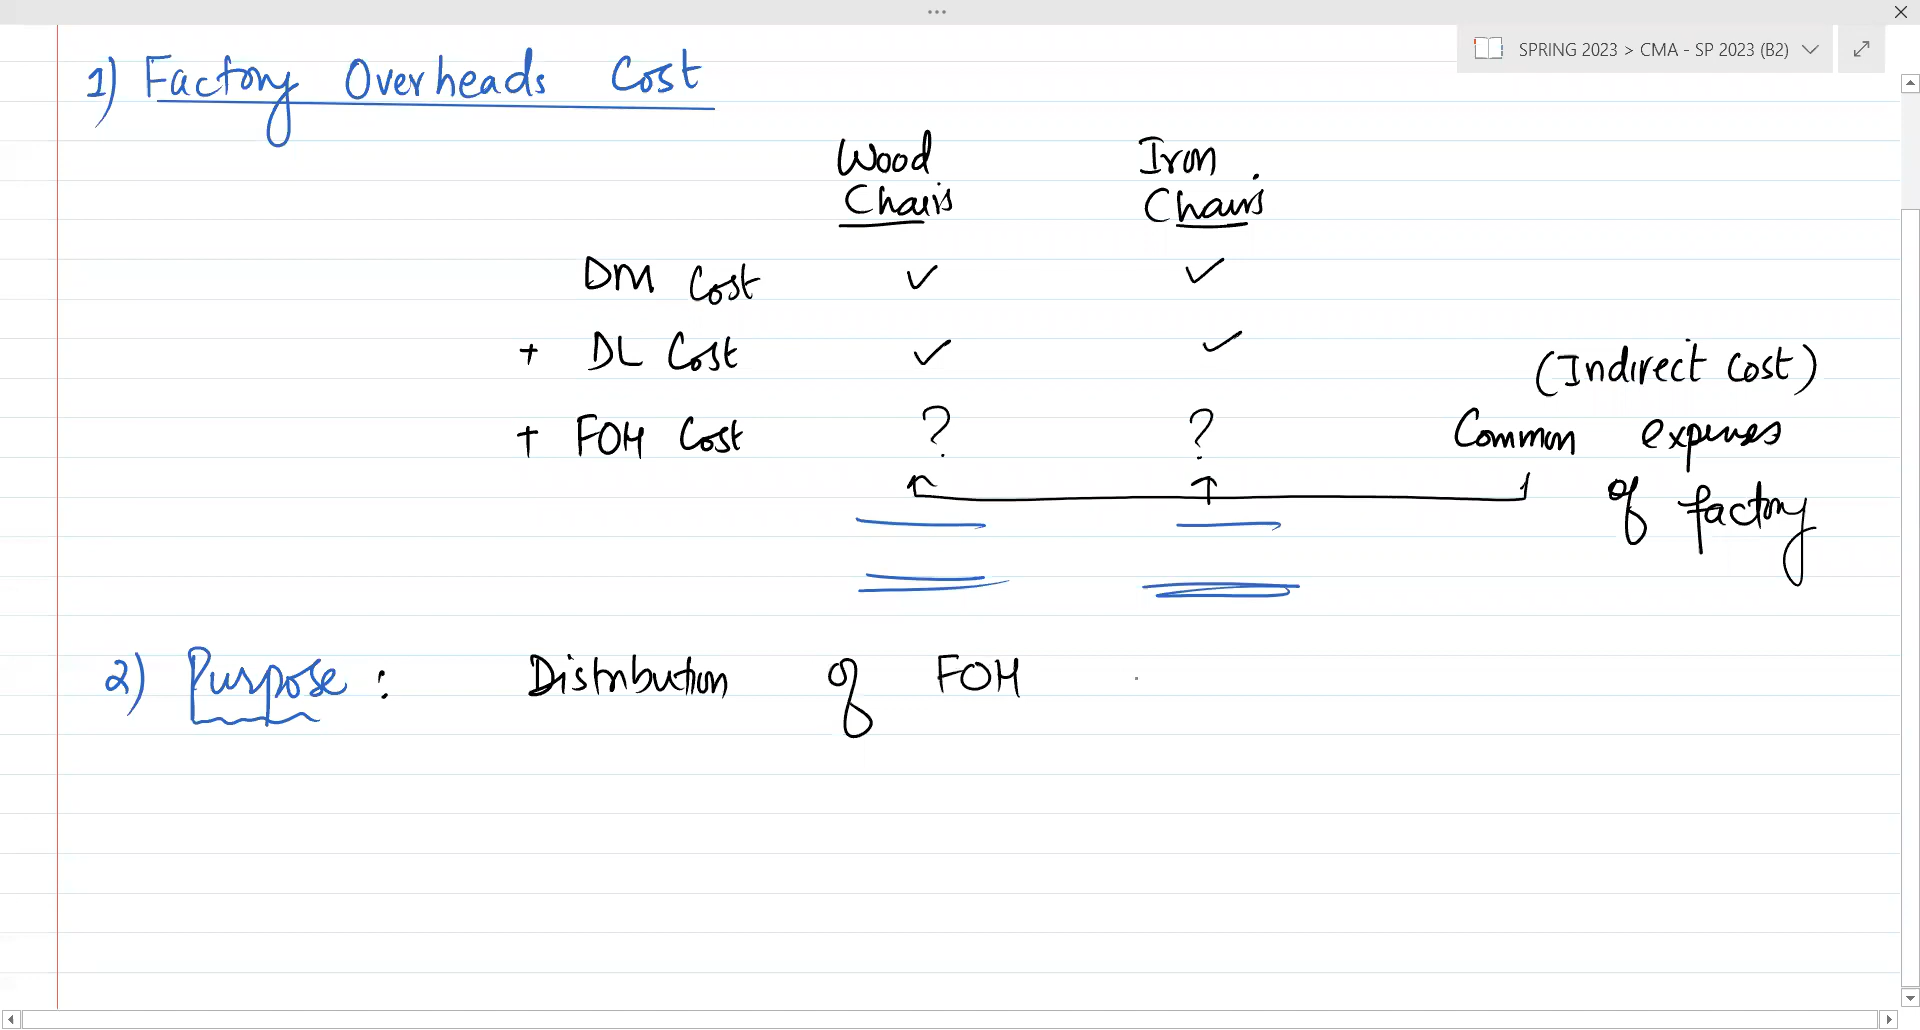 SPRING 2023 > CMA - SP 2023 (B2)
1) Factory Overheads Cost
Wood Iron
Chairs Chairs
DM Cost ✓ ✓
+ DL Cost ✓ ✓
(Indirect Cost)
+ FOH Cost ? ? Common expenses
of factory
2) Purpose : Distribution of FOH